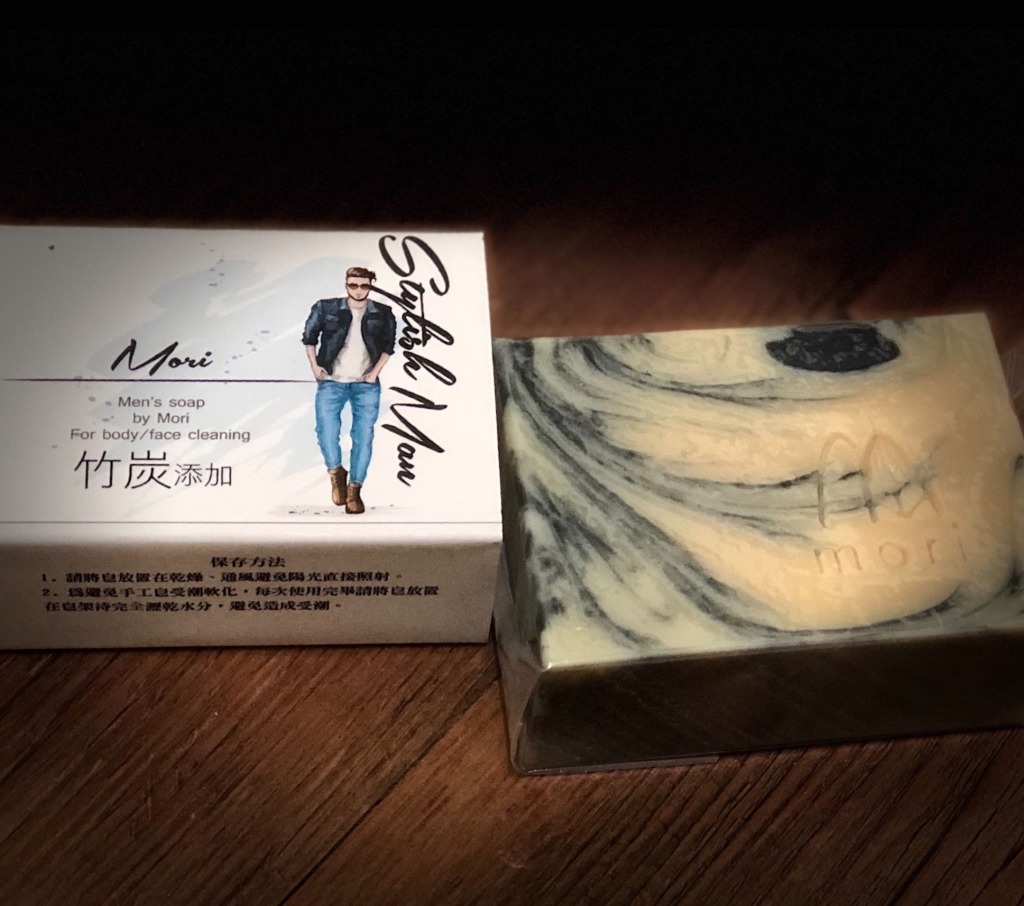 Stylish Man
Mori
Men's soap
by Mori
For body/face cleaning
竹炭添加
保存方法
1. 請將皂放置在乾燥、通風避免陽光直接照射。
2. 為避免手工皂受潮軟化，每次使用完畢請將皂放置
在皂架待完全瀝乾水分，避免造成受潮。
mori